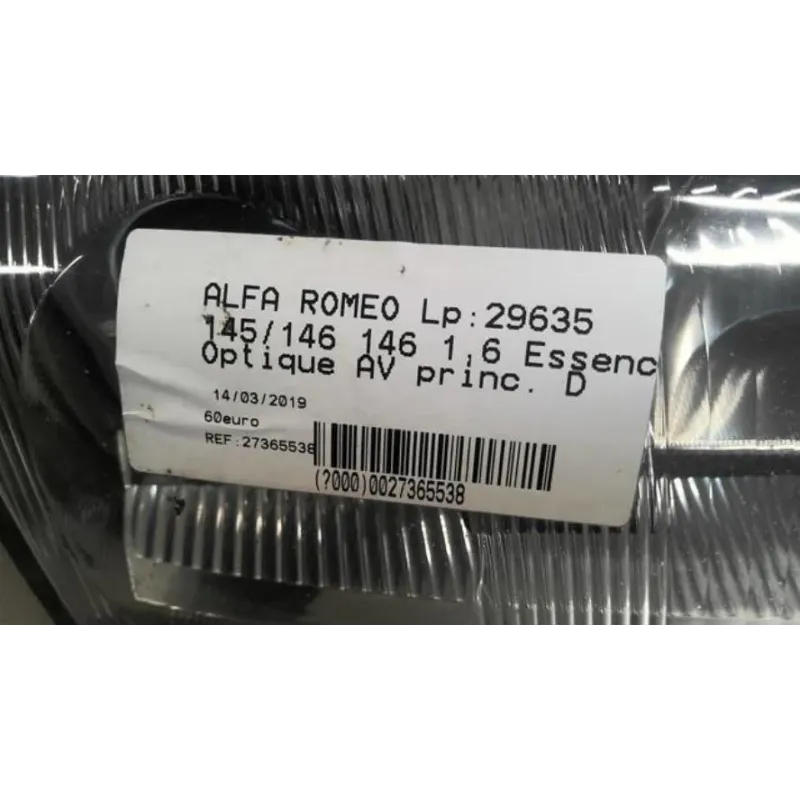 ALFA ROMEO Lp:29635
145/146 146 1,6 Essenc
Optique AV princ. D
14/03/2019
60euro
REF:27365538
(?000)0027365538